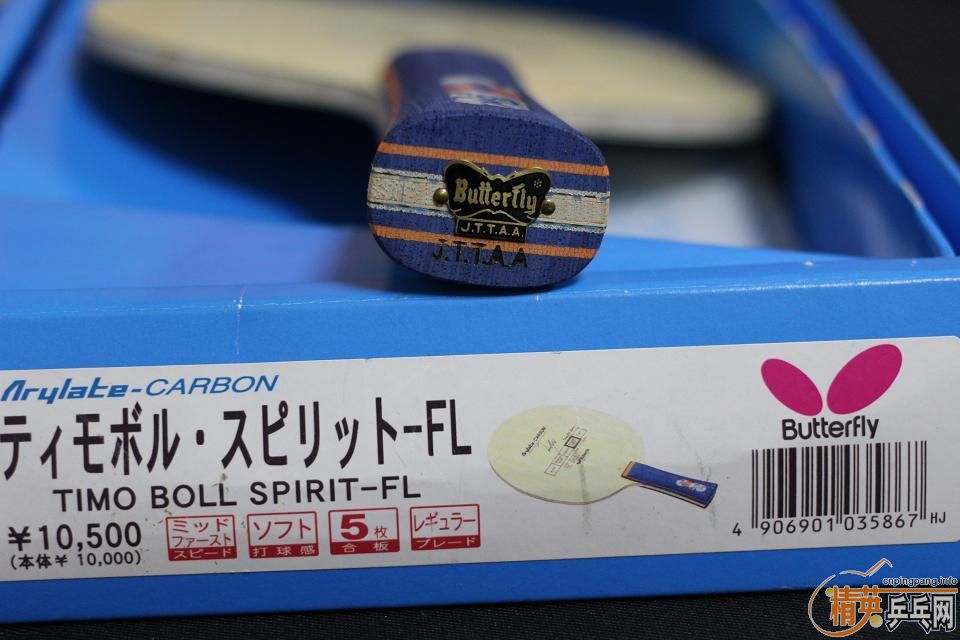 Butterfly
J.T.T.A.A.
J.T.T.A.A
Arylate-CARBON
ティモボル・スピリット-FL
TIMO BOLL SPIRIT-FL
¥10,500
(本体¥ 10,000)
ミッド
ファースト
スピード
ソフト
打球感
5枚
合板
レギュラー
ブレード
Arylate-CARBON
Butterfly
4 906901 035867 HJ
cnpingpang.info
精英乒乓网